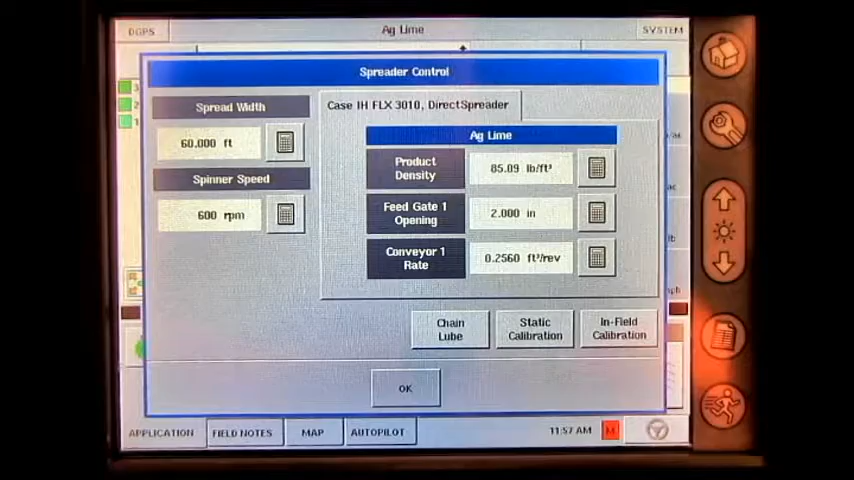 DGPS
Ag Lime
SYSTEM
Spreader Control
Spread Width
60.000 ft
Spinner Speed
600 rpm
Case IH FLX 3010, DirectSpreader
Ag Lime
Product
Density
85.09 lb/ft³
Feed Gate 1
Opening
2.000 in
Conveyor 1
Rate
0.2560 ft³/rev
Chain
Lube
Static
Calibration
In-Field
Calibration
OK
APPLICATION
FIELD NOTES
MAP
AUTOPILOT
11:57 AM
M